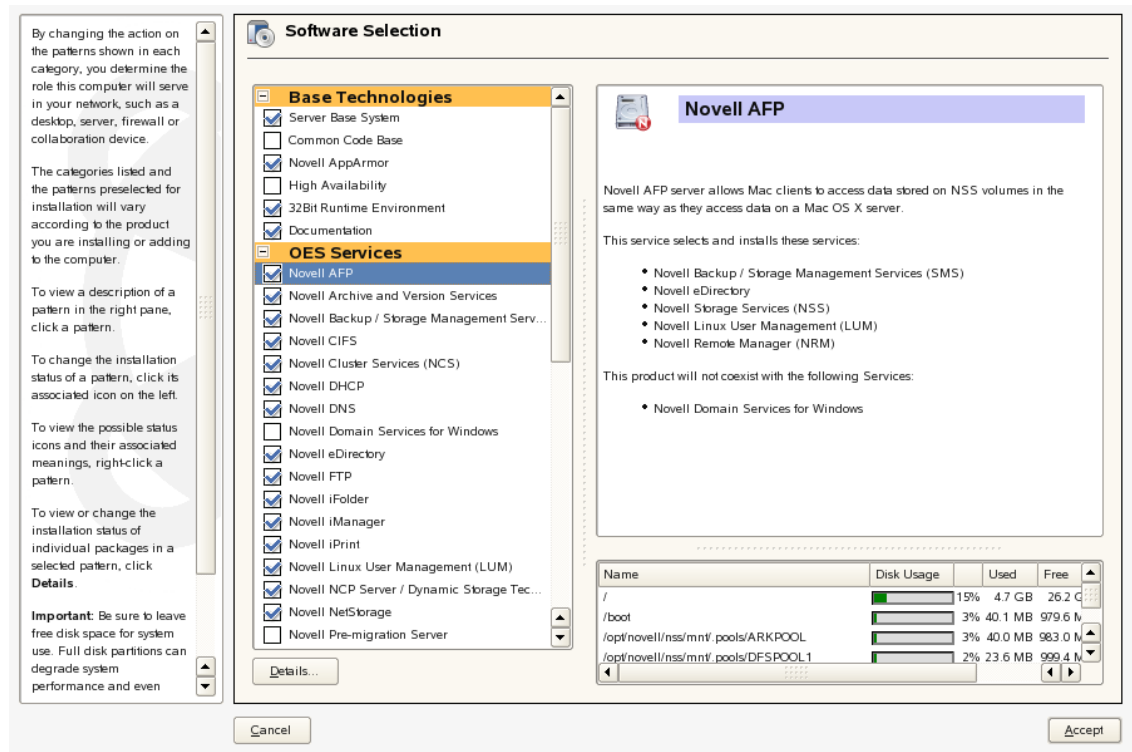 By changing the action on
the patterns shown in each
category, you determine the
role this computer will serve
in your network, such as a
desktop, server, firewall or
collaboration device.
The categories listed and
the patterns preselected for
installation will vary
according to the product
you are installing or adding
to the computer.
To view a description of a
pattern in the right pane,
click a pattern.
To change the installation
status of a pattern, click its
associated icon on the left.
To view the possible status
icons and their associated
meanings, right-click a
pattern.
To view or change the
installation status of
individual packages in a
selected pattern, click
Details.
Important: Be sure to leave
free disk space for system
use. Full disk partitions can
degrade system
performance and even
Software Selection
Base Technologies
Server Base System
Common Code Base
Novell AppArmor
High Availability
32Bit Runtime Environment
Documentation
OES Services
Novell AFP
Novell Archive and Version Services
Novell Backup / Storage Management Serv...
Novell CIFS
Novell Cluster Services (NCS)
Novell DHCP
Novell DNS
Novell Domain Services for Windows
Novell eDirectory
Novell FTP
Novell iFolder
Novell iManager
Novell iPrint
Novell Linux User Management (LUM)
Novell NCP Server / Dynamic Storage Tec...
Novell NetStorage
Novell Pre-migration Server
Details...
Novell AFP
Novell AFP server allows Mac clients to access data stored on NSS volumes in the
same way as they access data on a Mac OS X server.
This service selects and installs these services:
• Novell Backup / Storage Management Services (SMS)
• Novell eDirectory
• Novell Storage Services (NSS)
• Novell Linux User Management (LUM)
• Novell Remote Manager (NRM)
This product will not coexist with the following Services:
• Novell Domain Services for Windows
Name Disk Usage Used Free
/ 15% 4.7 GB 26.2 G
/boot 3% 40.1 MB 979.6 M
/opt/novell/nss/mnt/.pools/ARKPOOL 3% 40.0 MB 983.0 M
/opt/novell/nss/mnt/.pools/DFSPOOL1 2% 23.6 MB 999.4 M
Cancel
Accept